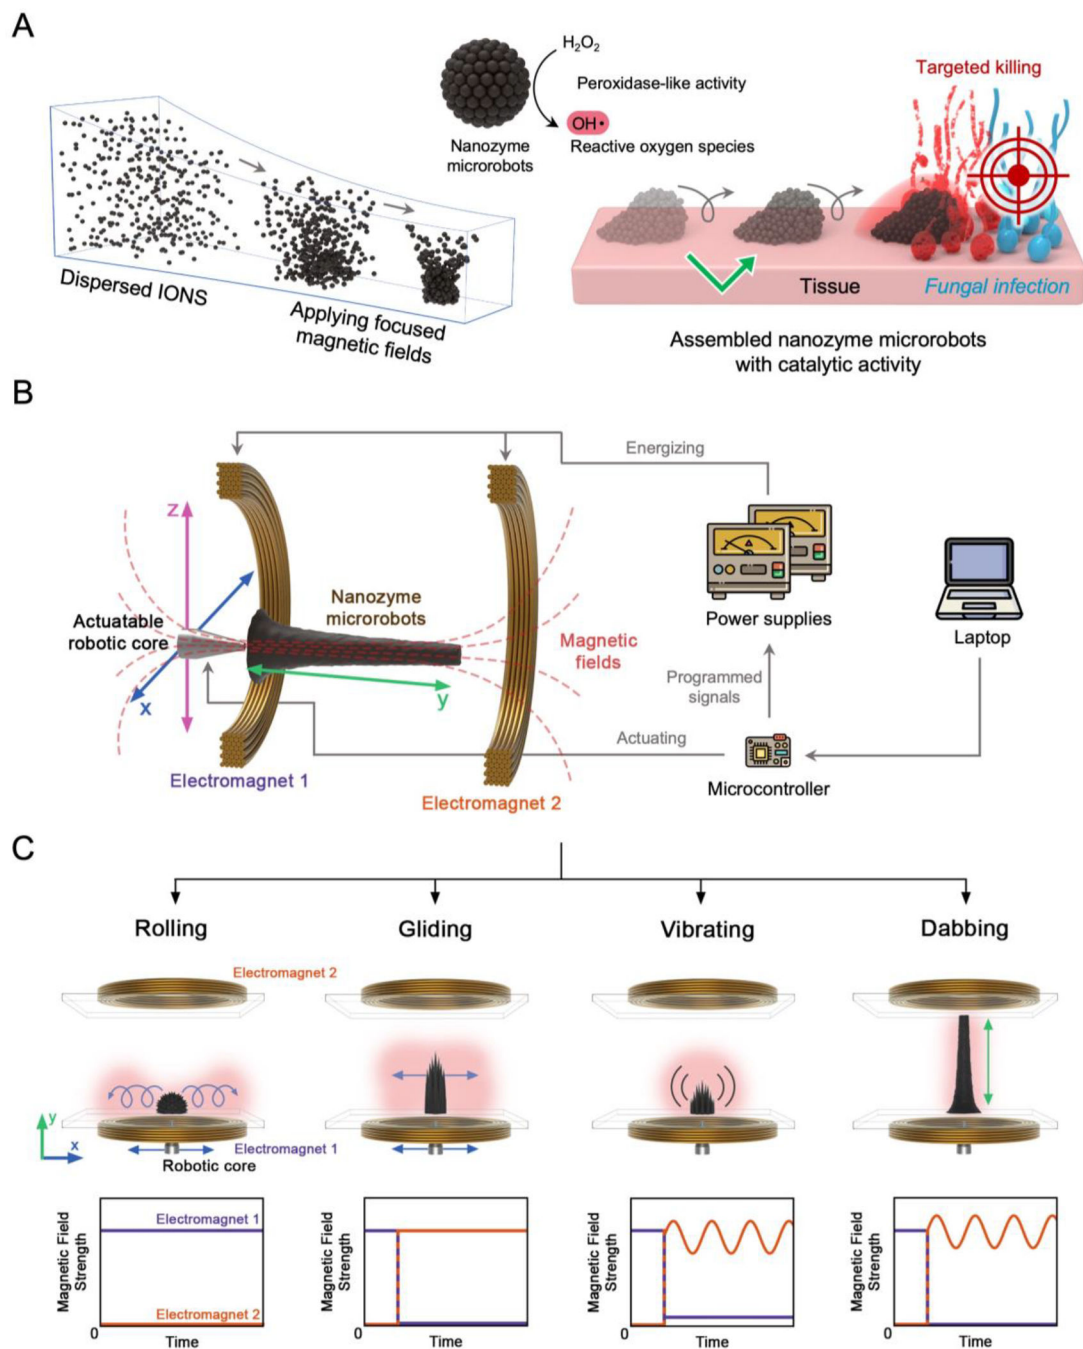 A
H₂O₂
Peroxidase-like activity
OH•
Nanozyme
microrobots
Reactive oxygen species
Targeted killing
Dispersed IONS
Applying focused
magnetic fields
Tissue
Fungal infection
Assembled nanozyme microrobots
with catalytic activity
B
Energizing
z
Nanozyme
microrobots
Actuatable
robotic core
x
y
Magnetic
fields
Power supplies
Laptop
Programmed
signals
Actuating
Microcontroller
Electromagnet 1
Electromagnet 2
C
Rolling
Gliding
Vibrating
Dabbing
Electromagnet 2
y
x
Electromagnet 1
Robotic core
Magnetic Field
Strength
Electromagnet 1
Electromagnet 2
0
Time
Magnetic Field
Strength
0
Time
Magnetic Field
Strength
0
Time
Magnetic Field
Strength
0
Time